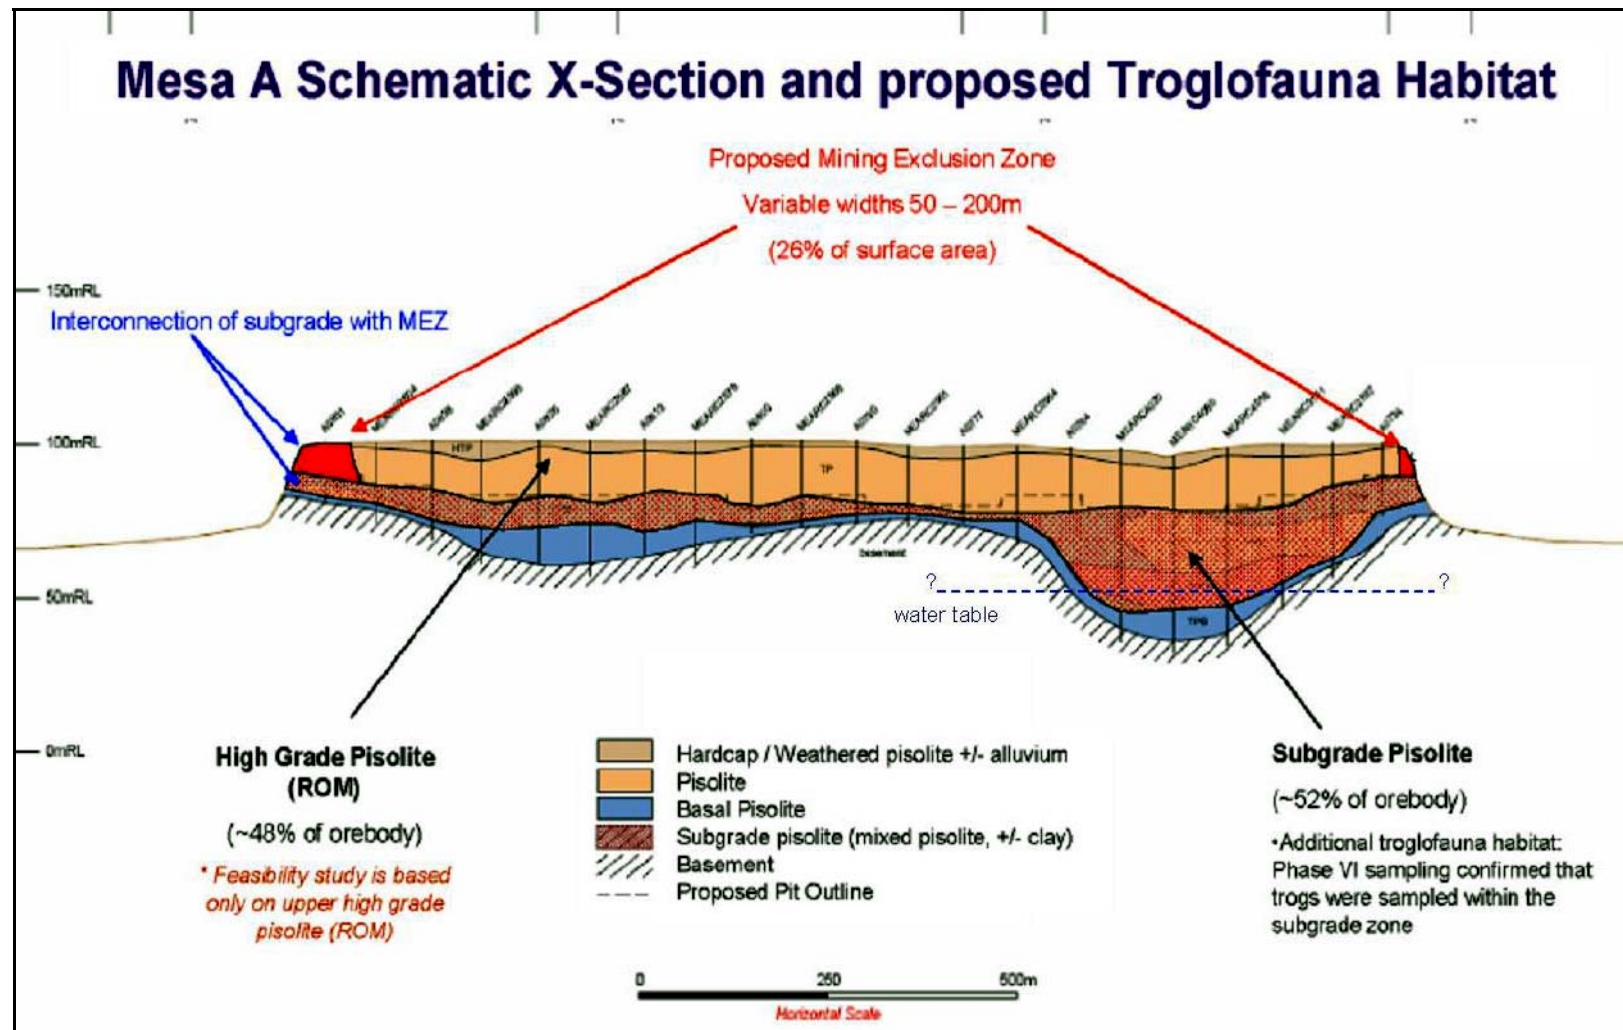 Mesa A Schematic X-Section and proposed Troglofauna Habitat
Proposed Mining Exclusion Zone
Variable widths 50 – 200m
(26% of surface area)
150mRL
Interconnection of subgrade with MEZ
100mRL
HTP
TP
basement
?
?
50mRL
water table
TPB
0mRL
High Grade Pisolite
(ROM)
(~48% of orebody)
* Feasibility study is based
only on upper high grade
pisolite (ROM)
Hardcap / Weathered pisolite +/- alluvium
Pisolite
Basal Pisolite
Subgrade pisolite (mixed pisolite, +/- clay)
Basement
Proposed Pit Outline
Subgrade Pisolite
(~52% of orebody)
•Additional troglofauna habitat:
Phase VI sampling confirmed that
trogs were sampled within the
subgrade zone
0 250 500m
Horizontal Scale